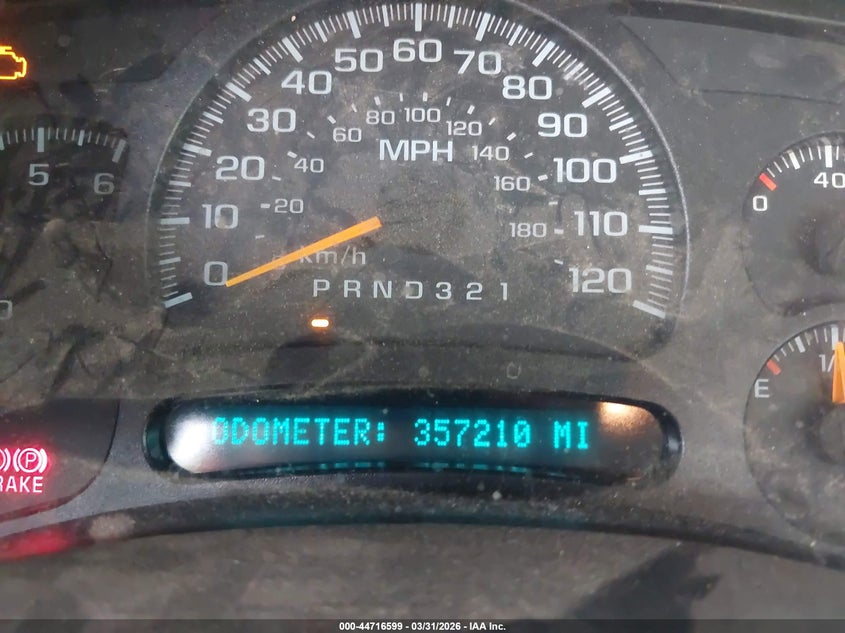 60
50 70
40 80
30 80 100 120 90
60
MPH 140
20 40 160 100
10 20 180 110
0 km/h 120
PRND321
5 6
0 40
E 1/
ODOMETER: 357210 MI
(P)
RAKE
000-44716599 - 03/31/2026 - IAA Inc.